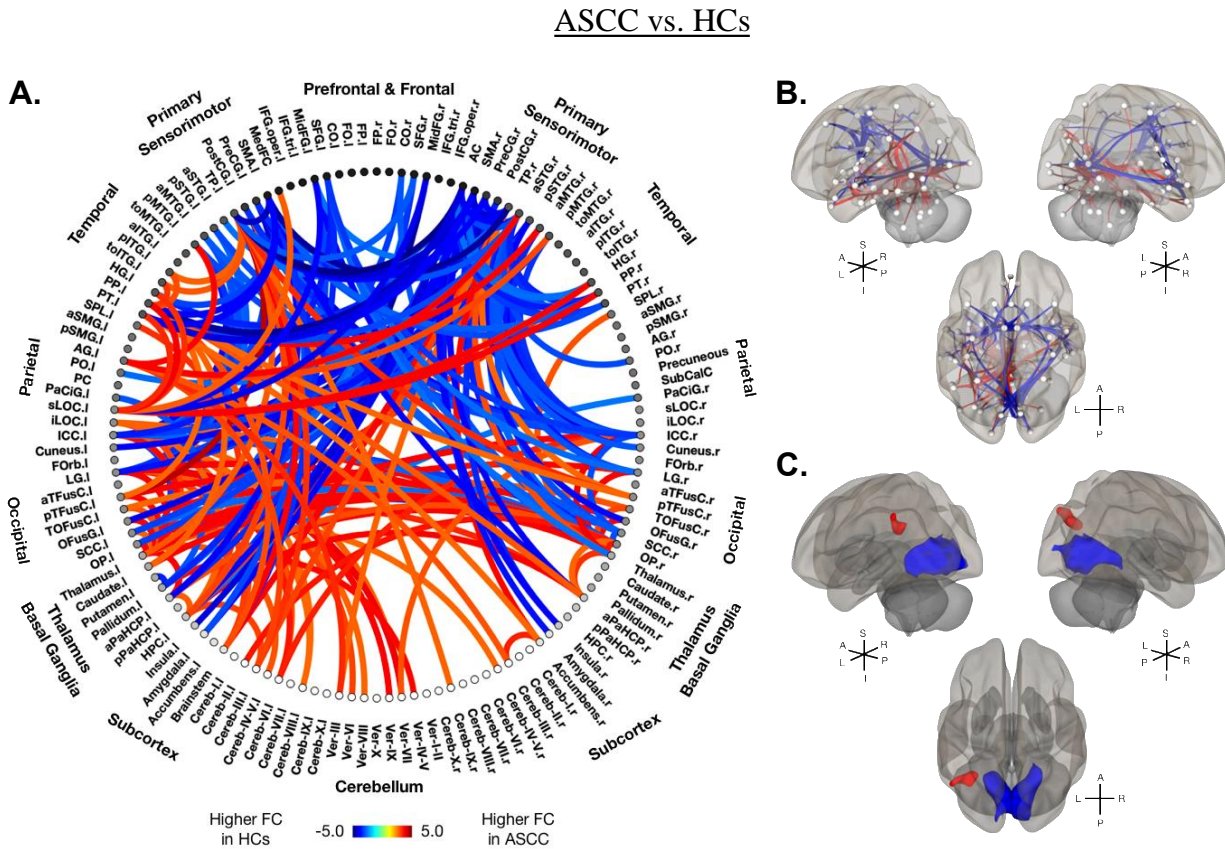 ASCC vs. HCs
A.
Prefrontal & Frontal
Primary
Sensorimotor
Temporal
Parietal
Occipital
Thalamus
Basal Ganglia
Subcortex
Cerebellum
Subcortex
Thalamus
Basal Ganglia
Occipital
Parietal
Temporal
Primary
Sensorimotor
FP.r
FO.r
CO.r
SFG.r
MidFG.r
IFG.tri.r
IFG.oper.r
AC
SMA.r
PreCG.r
PostCG.r
TP.r
aSTG.r
pSTG.r
aMTG.r
pMTG.r
toMTG.r
aITG.r
pITG.r
toITG.r
HG.r
PP.r
PT.r
SPL.r
aSMG.r
pSMG.r
AG.r
PO.r
Precuneous
SubCalC
PaCiG.r
sLOC.r
iLOC.r
ICC.r
Cuneus.r
FOrb.r
LG.r
aTFusC.r
pTFusC.r
TOFusC.r
OFusG.r
SCC.r
OP.r
Thalamus.r
Caudate.r
Putamen.r
Pallidum.r
aPaHCP.r
pPaHCP.r
HPC.r
Insula.r
Amygdala.r
Accumbens.r
Cereb-I.r
Cereb-II.r
Cereb-III.r
Cereb-IV-V.r
Cereb-VI.r
Cereb-VII.r
Cereb-VIII.r
Cereb-IX.r
Cereb-X.r
Ver-I-II
Ver-IV-V
Ver-VII
Ver-IX
Ver-X
Ver-VIII
Ver-VI
Ver-III
Cereb-X.l
Cereb-IX.l
Cereb-VIII.l
Cereb-VII.l
Cereb-VI.l
Cereb-IV-V.l
Cereb-III.l
Cereb-II.l
Cereb-I.l
Brainstem
Accumbens.l
Amygdala.l
Insula.l
HPC.l
pPaHCP.l
aPaHCP.l
Pallidum.l
Putamen.l
Caudate.l
Thalamus.l
OP.l
SCC.l
OFusG.l
TOFusC.l
pTFusC.l
aTFusC.l
LG.l
FOrb.l
Cuneus.l
ICC.l
iLOC.l
sLOC.l
PaCiG.l
PC
PO.l
AG.l
pSMG.l
aSMG.l
SPL.l
PT.l
PP.l
HG.l
toITG.l
pITG.l
aITG.l
toMTG.l
pMTG.l
aMTG.l
pSTG.l
aSTG.l
TP.l
PostCG.l
PreCG.l
SMA.l
MedFC
IFG.oper.l
IFG.tri.l
MidFG.l
SFG.l
CO.l
FO.l
FP.l
Higher FC
in HCs
-5.0
5.0
Higher FC
in ASCC
B.
S
A R
L P
I
S
L A
P R
I
A
L R
P
C.
S
A R
L P
I
S
L A
P R
I
A
L R
P